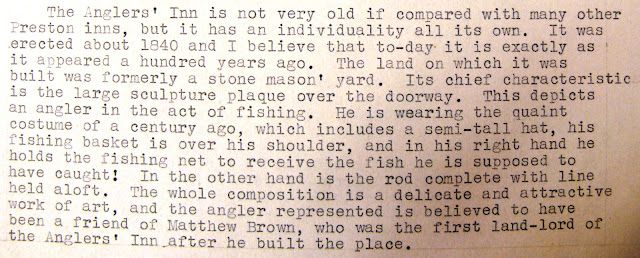 The Anglers' Inn is not very old if compared with many other
Preston inns, but it has an individuality all its own. It was
erected about 1840 and I believe that to-day it is exactly as
it appeared a hundred years ago. The land on which it was
built was formerly a stone mason' yard. Its chief characteristic
is the large sculpture plaque over the doorway. This depicts
an angler in the act of fishing. He is wearing the quaint
costume of a century ago, which includes a semi-tall hat, his
fishing basket is over his shoulder, and in his right hand he
holds the fishing net to receive the fish he is supposed to
have caught! In the other hand is the rod complete with line
held aloft. The whole composition is a delicate and attractive
work of art, and the angler represented is believed to have
been a friend of Matthew Brown, who was the first land-lord of
the Anglers' Inn after he built the place.